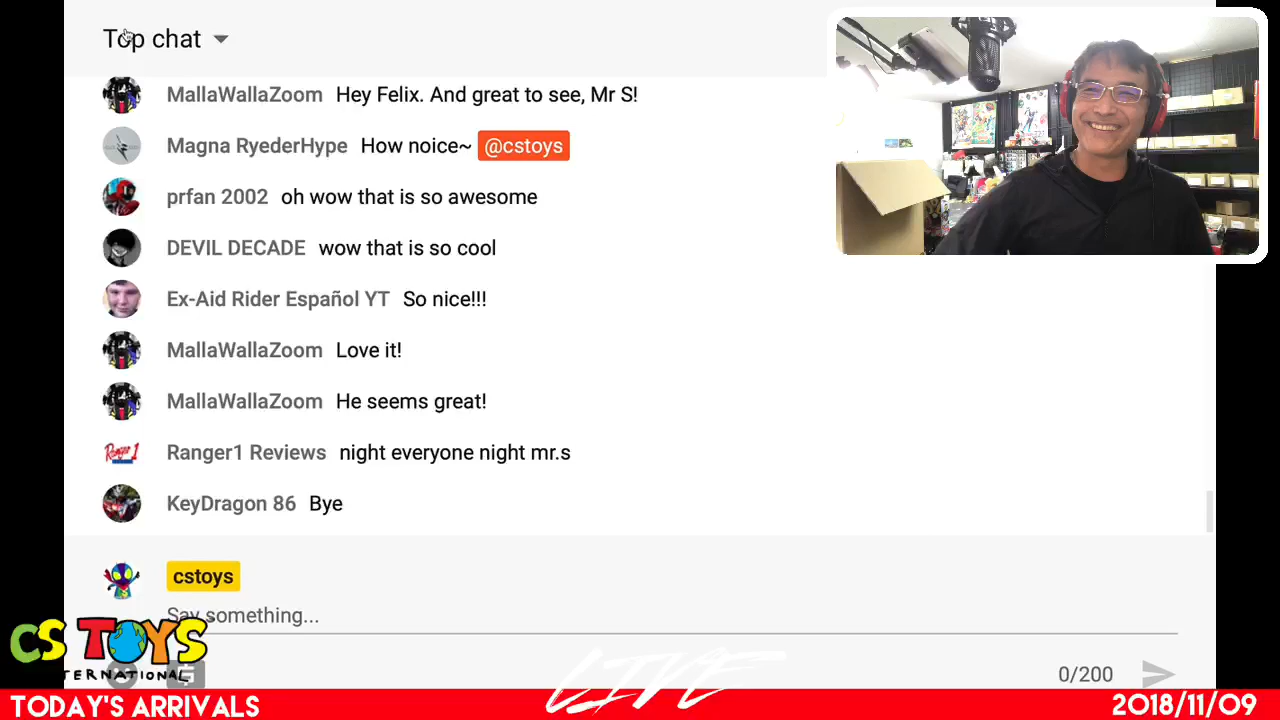 Top chat
MallaWallaZoom Hey Felix. And great to see, Mr S!
Magna RyederHype How noice~ @cstoys
prfan 2002 oh wow that is so awesome
DEVIL DECADE wow that is so cool
Ex-Aid Rider Español YT So nice!!!
MallaWallaZoom Love it!
MallaWallaZoom He seems great!
Ranger1 Reviews night everyone night mr.s
KeyDragon 86 Bye
cstoys
Say something...
CS TOYS
INTERNATIONAL
LIVE
0/200
TODAY'S ARRIVALS
2018/11/09